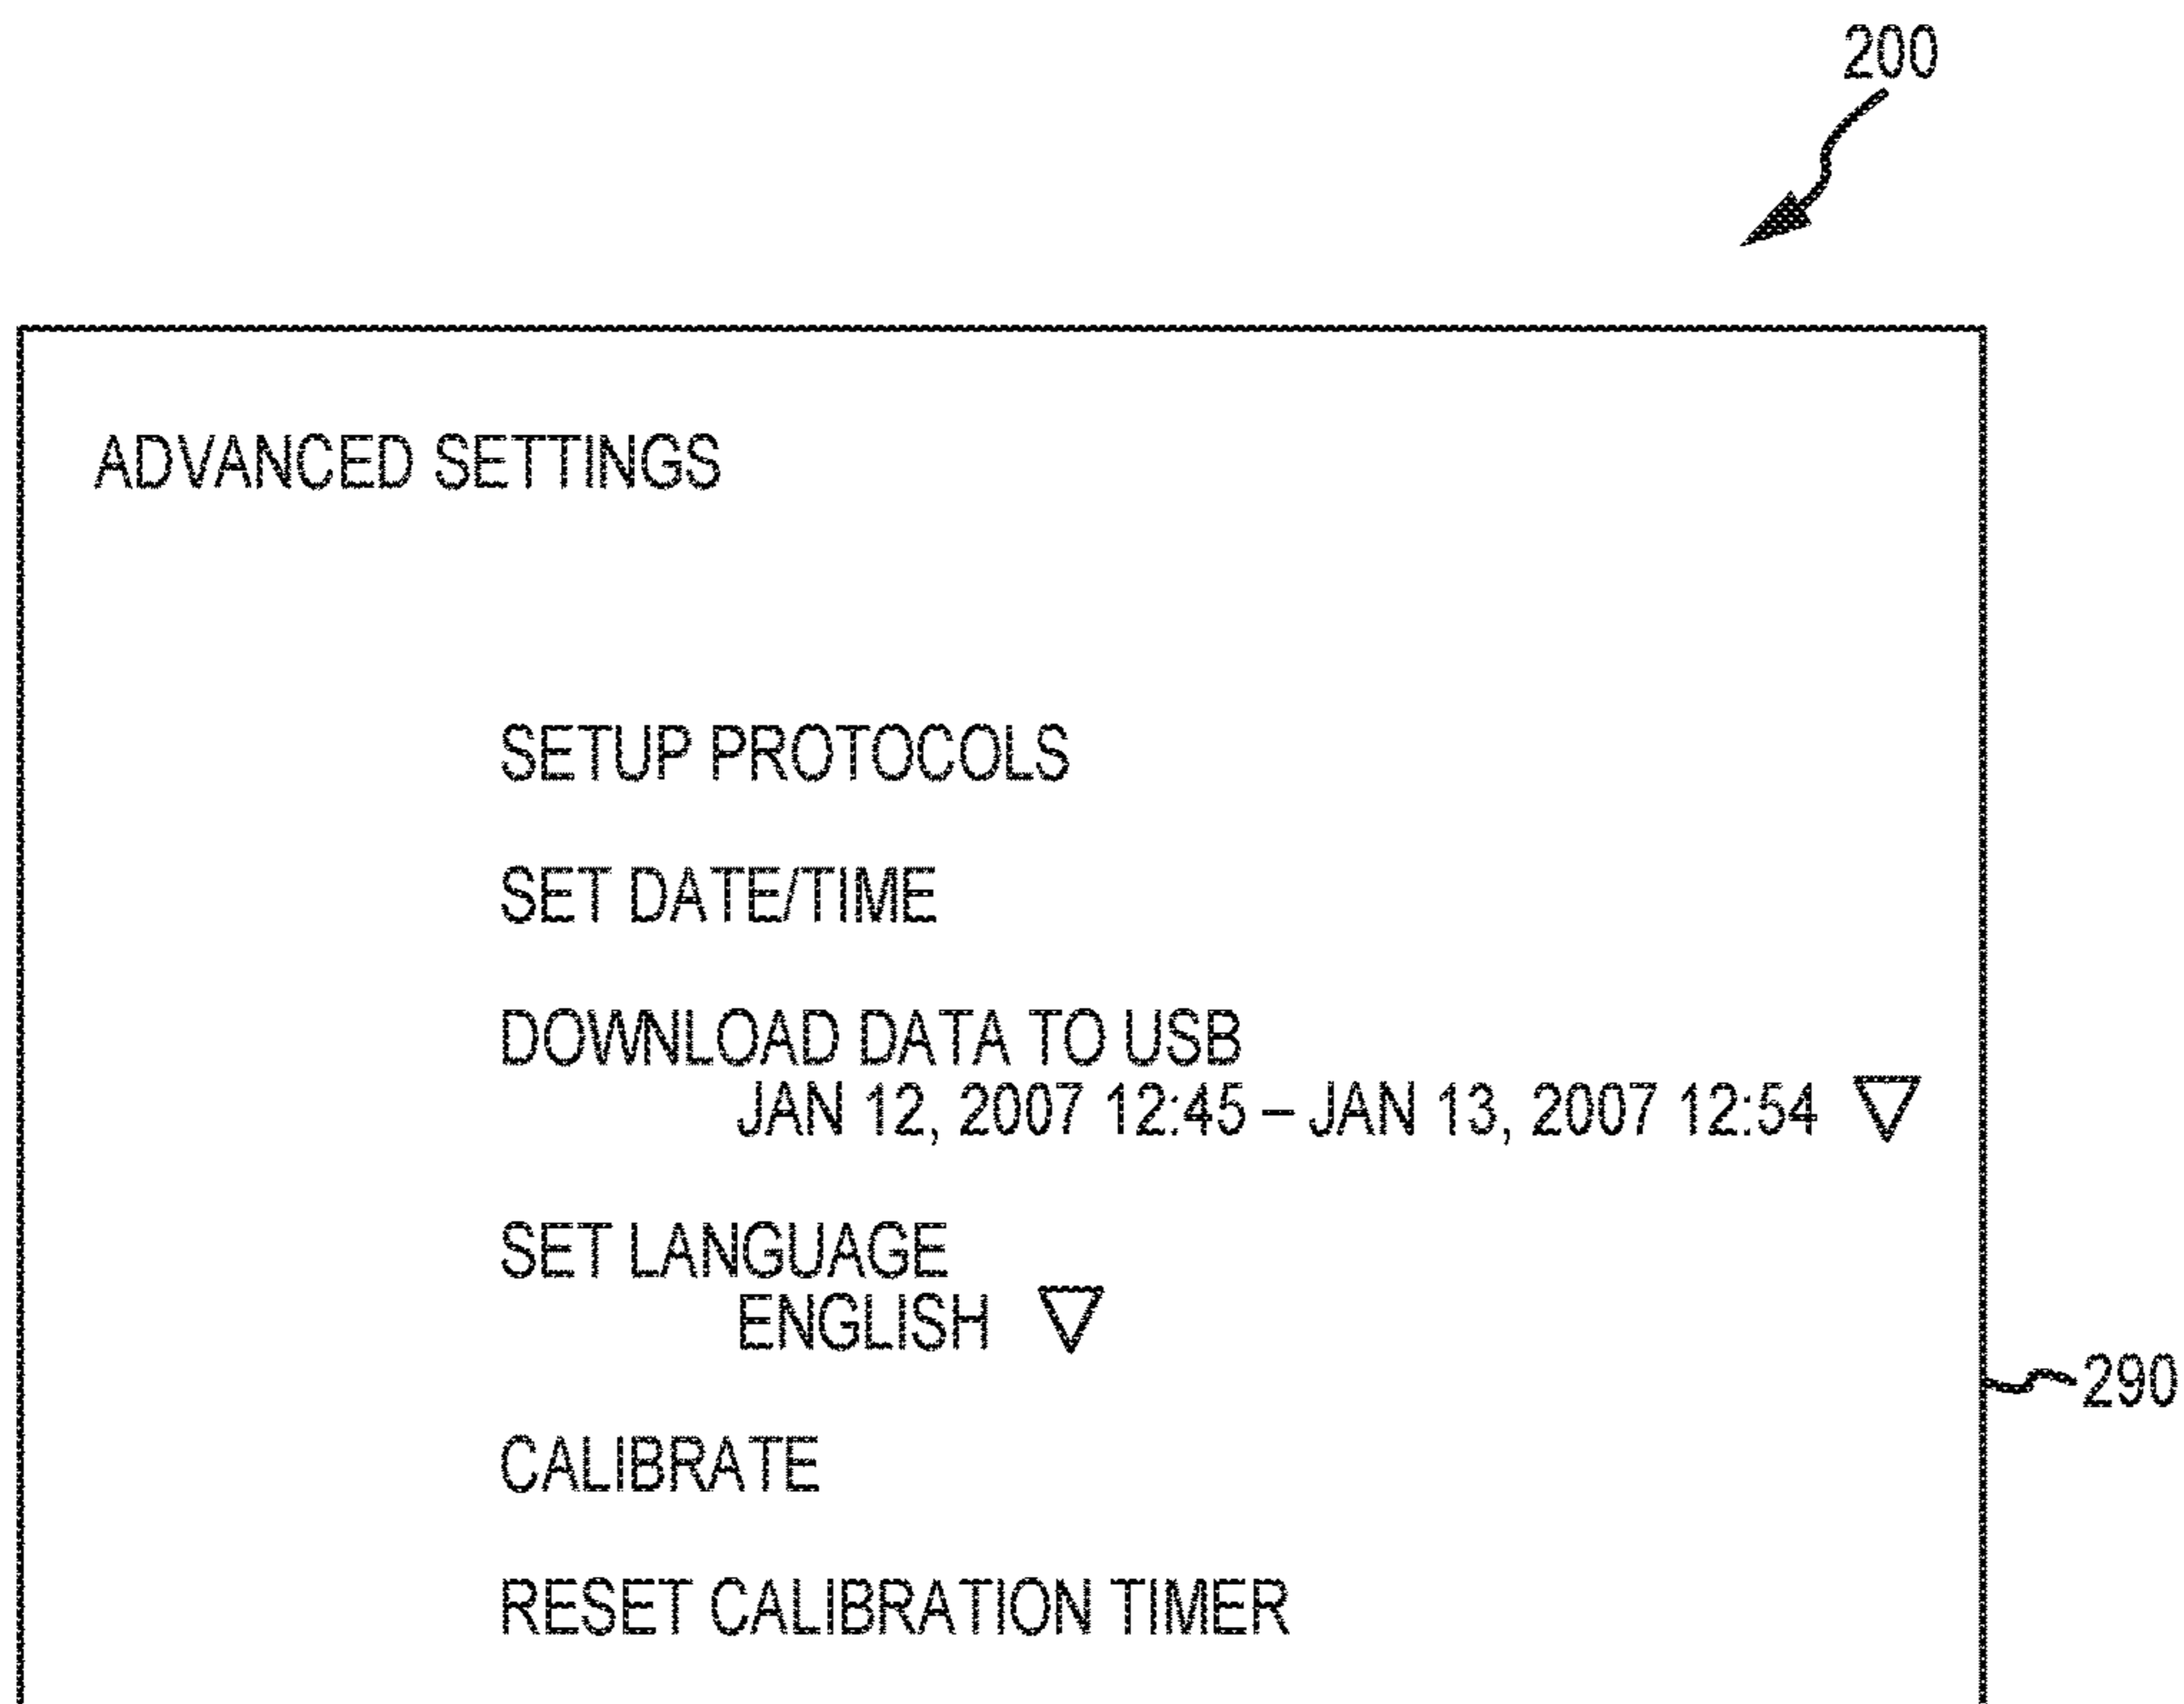 200
ADVANCED SETTINGS
SETUP PROTOCOLS
SET DATE/TIME
DOWNLOAD DATA TO USB
JAN 12, 2007 12:45 – JAN 13, 2007 12:54 ▽
SET LANGUAGE
ENGLISH ▽
290
CALIBRATE
RESET CALIBRATION TIMER